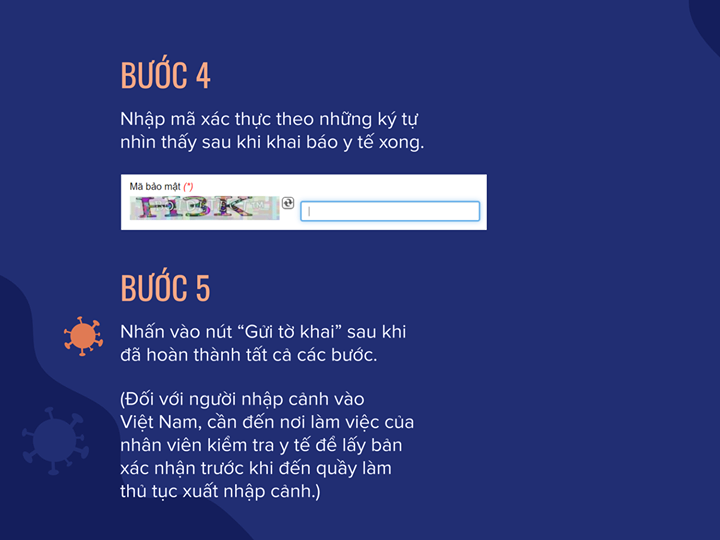 BƯỚC 4
Nhập mã xác thực theo những ký tự
nhìn thấy sau khi khai báo y tế xong.
Mã bảo mật (*)
H3K
BƯỚC 5
Nhấn vào nút “Gửi tờ khai” sau khi
đã hoàn thành tất cả các bước.
(Đối với người nhập cảnh vào
Việt Nam, cần đến nơi làm việc của
nhân viên kiểm tra y tế để lấy bản
xác nhận trước khi đến quầy làm
thủ tục xuất nhập cảnh.)